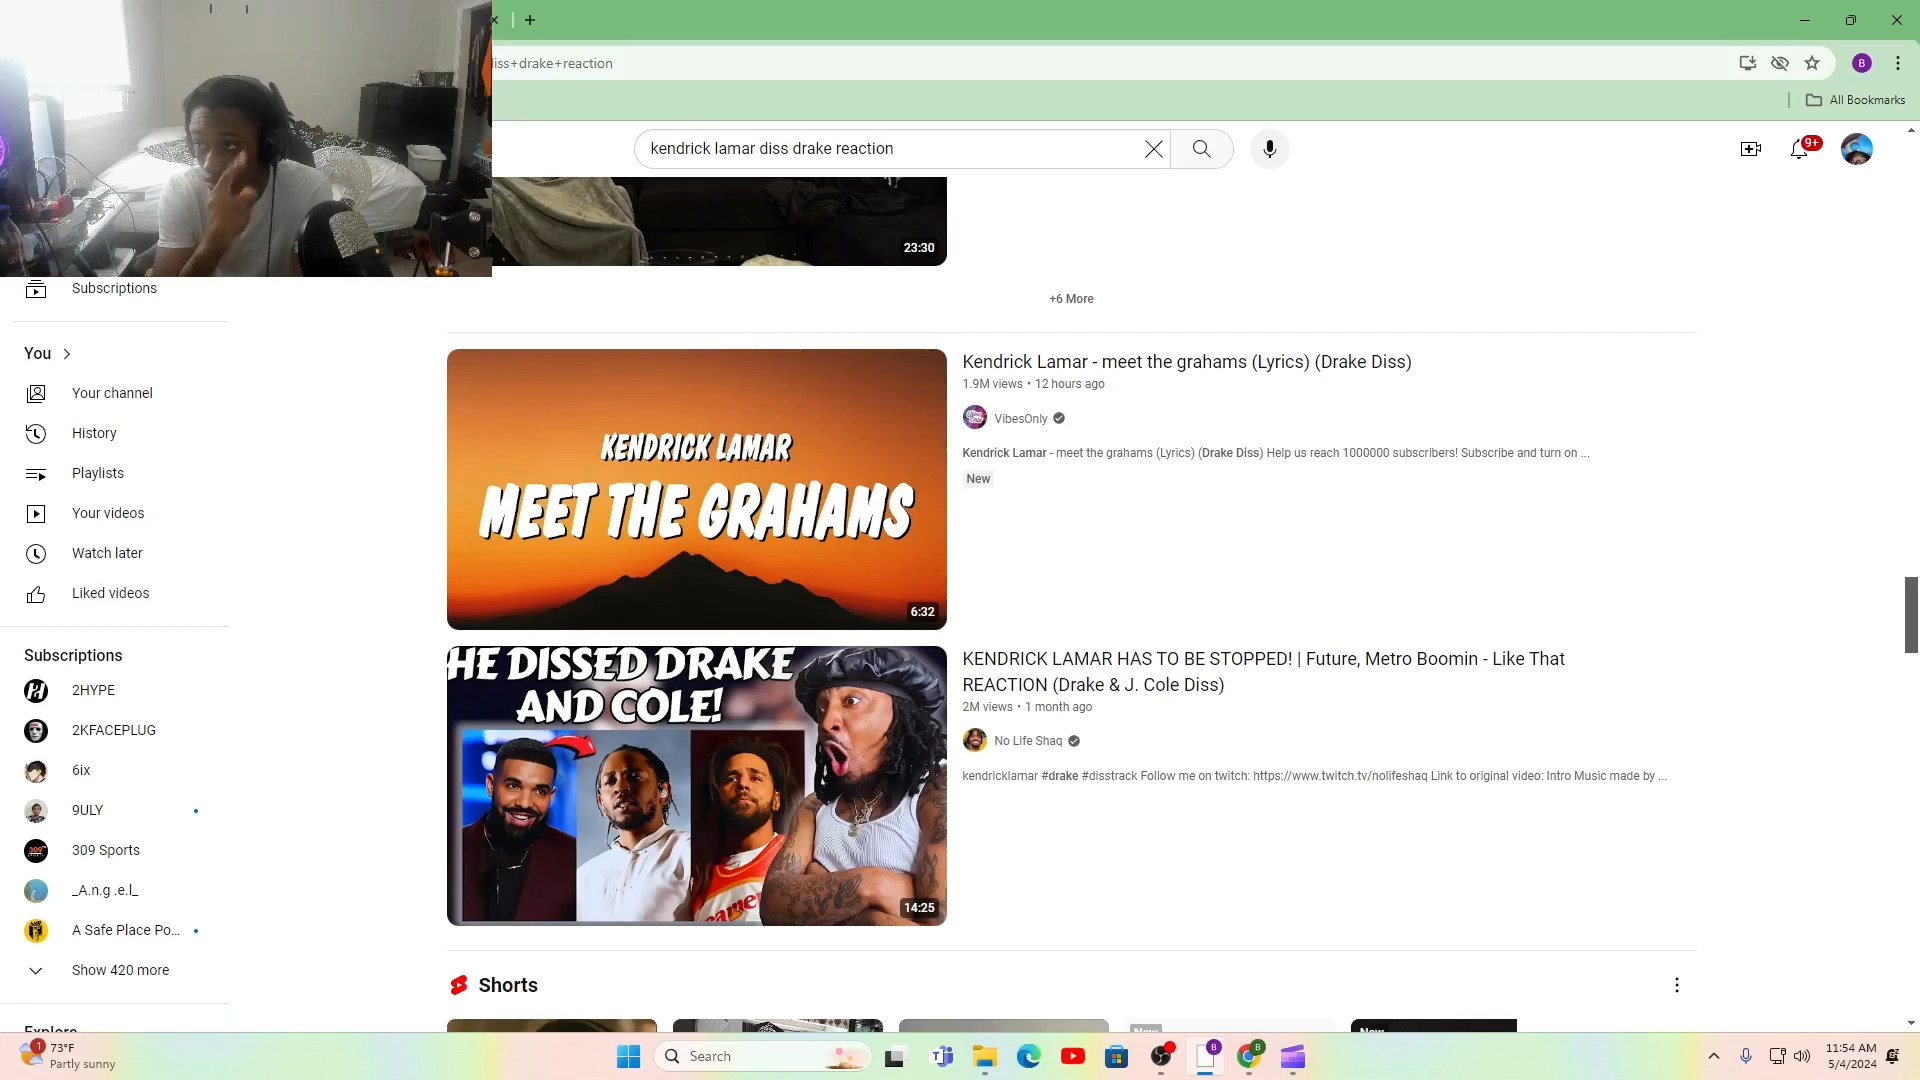 iss+drake+reaction
B
All Bookmarks
kendrick lamar diss drake reaction
9+
23:30
Subscriptions
+6 More
You
Your channel
History
Playlists
Your videos
Watch later
Liked videos
KENDRICK LAMAR
MEET THE GRAHAMS
6:32
Kendrick Lamar - meet the grahams (Lyrics) (Drake Diss)
1.9M views • 12 hours ago
VibesOnly
Kendrick Lamar - meet the grahams (Lyrics) (Drake Diss) Help us reach 1000000 subscribers! Subscribe and turn on ...
New
Subscriptions
2HYPE
2KFACEPLUG
6ix
9ULY
309 Sports
_A.n.g .e.l_
A Safe Place Po...
Show 420 more
Explore
HE DISSED DRAKE
AND COLE!
14:25
KENDRICK LAMAR HAS TO BE STOPPED! | Future, Metro Boomin - Like That
REACTION (Drake & J. Cole Diss)
2M views • 1 month ago
No Life Shaq
kendricklamar #drake #disstrack Follow me on twitch: https://www.twitch.tv/nolifeshaq Link to original video: Intro Music made by ...
Shorts
New
New
1
73°F
Partly sunny
Search
B
B
11:54 AM
5/4/2024